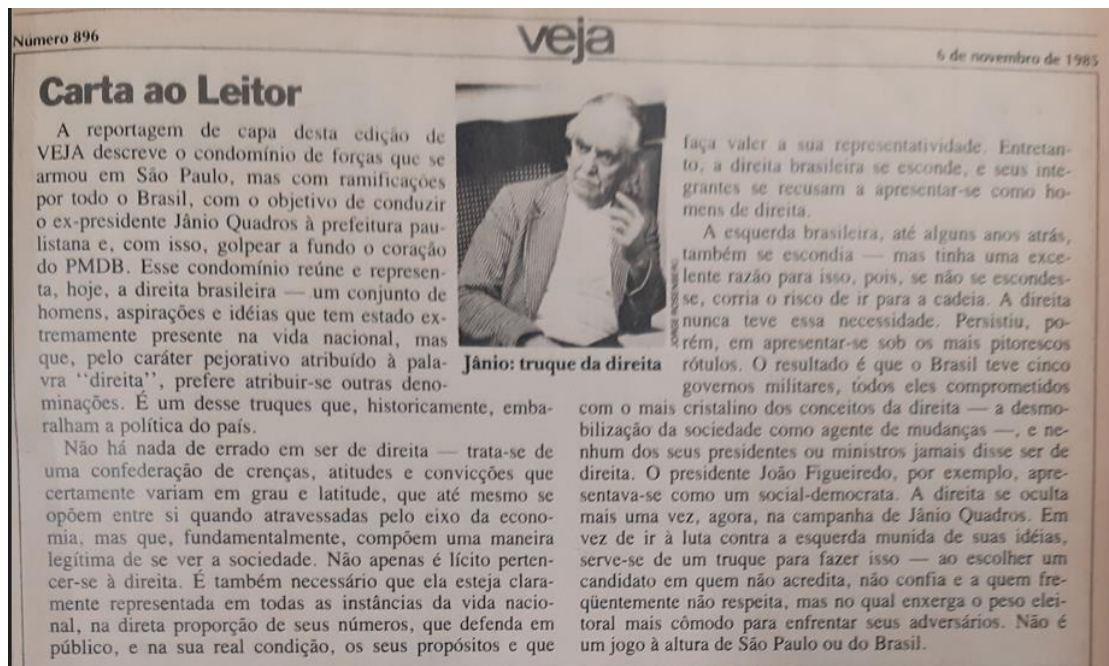 Número 896
veja
6 de novembro de 1985
Carta ao Leitor
A reportagem de capa desta edição de
VEJA descreve o condomínio de forças que se
armou em São Paulo, mas com ramificações
por todo o Brasil, com o objetivo de conduzir
o ex-presidente Jânio Quadros à prefeitura pau-
listana e, com isso, golpear a fundo o coração
do PMDB. Esse condomínio reúne e represen-
ta, hoje, a direita brasileira — um conjunto de
homens, aspirações e idéias que tem estado ex-
tremamente presente na vida nacional, mas
que, pelo caráter pejorativo atribuído à pala-
vra "direita", prefere atribuir-se outras deno-
minações. É um desse truques que, historicamente, emba-
ralham a política do país.
Não há nada de errado em ser de direita — trata-se de
uma confederação de crenças, atitudes e convicções que
certamente variam em grau e latitude, que até mesmo se
opõem entre si quando atravessadas pelo eixo da econo-
mia, mas que, fundamentalmente, compõem uma maneira
legítima de se ver a sociedade. Não apenas é lícito perten-
cer-se à direita. É também necessário que ela esteja clara-
mente representada em todas as instâncias da vida nacio-
nal, na direta proporção de seus números, que defenda em
público, e na sua real condição, os seus propósitos e que
Jânio: truque da direita
faça valer a sua representatividade. Entretan-
to, a direita brasileira se esconde, e seus inte-
grantes se recusam a apresentar-se como ho-
mens de direita.
A esquerda brasileira, até alguns anos atrás,
também se escondia — mas tinha uma exce-
lente razão para isso, pois, se não se escondes-
se, corria o risco de ir para a cadeia. A direita
nunca teve essa necessidade. Persistiu, po-
rém, em apresentar-se sob os mais pitorescos
rótulos. O resultado é que o Brasil teve cinco
governos militares, todos eles comprometidos
com o mais cristalino dos conceitos da direita — a desmo-
bilização da sociedade como agente de mudanças —, e ne-
nhum dos seus presidentes ou ministros jamais disse ser de
direita. O presidente João Figueiredo, por exemplo, apre-
sentava-se como um social-democrata. A direita se oculta
mais uma vez, agora, na campanha de Jânio Quadros. Em
vez de ir à luta contra a esquerda munida de suas idéias,
serve-se de um truque para fazer isso — ao escolher um
candidato em quem não acredita, não confia e a quem fre-
qüentemente não respeita, mas no qual enxerga o peso elei-
toral mais cômodo para enfrentar seus adversários. Não é
um jogo à altura de São Paulo ou do Brasil.